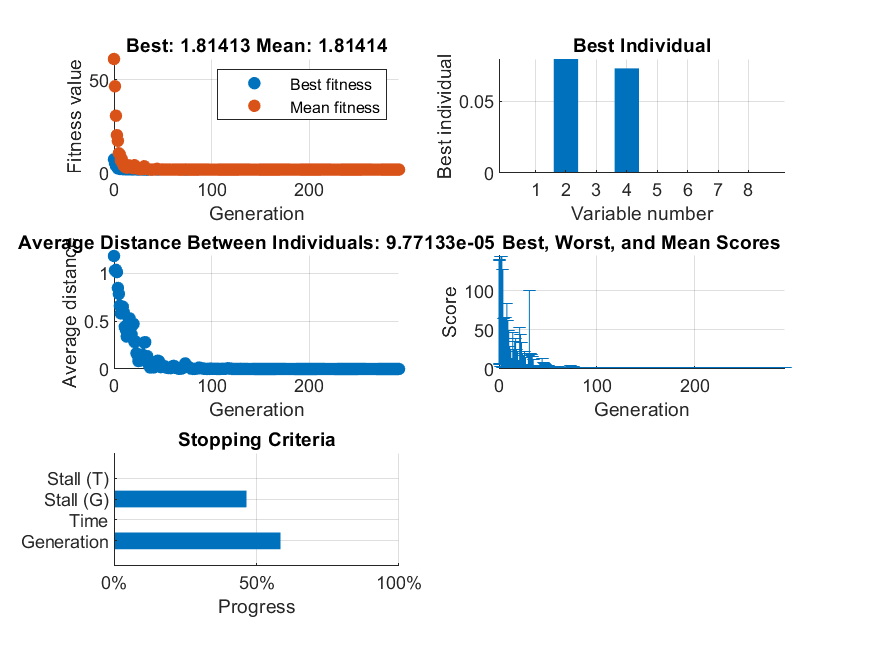 Best: 1.81413 Mean: 1.81414
Fitness value
50
0
Best fitness
Mean fitness
0 100 200
Generation
Best Individual
Best individual
0.05
0
1 2 3 4 5 6 7 8
Variable number
Average Distance Between Individuals: 9.77133e-05
Average distance
1
0.5
0
0 100 200
Generation
Best, Worst, and Mean Scores
Score
100
50
0
0 100 200
Generation
Stopping Criteria
Stall (T)
Stall (G)
Time
Generation
0% 50% 100%
Progress